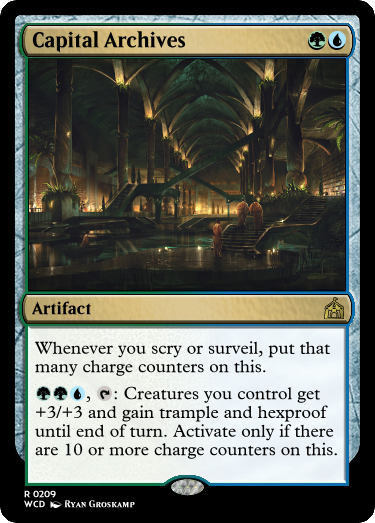 Capital Archives
Artifact
Whenever you scry or surveil, put that
many charge counters on this.
, : Creatures you control get
+3/+3 and gain trample and hexproof
until end of turn. Activate only if there
are 10 or more charge counters on this.
R 0209
WCD Ryan Groskamp